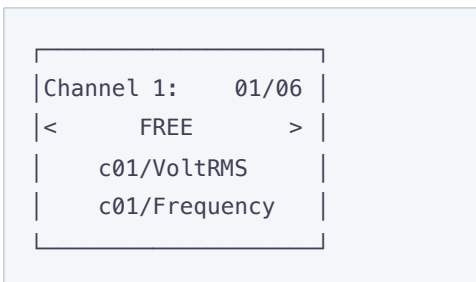 Channel 1: 01/06
< FREE >
c01/VoltRMS
c01/Frequency